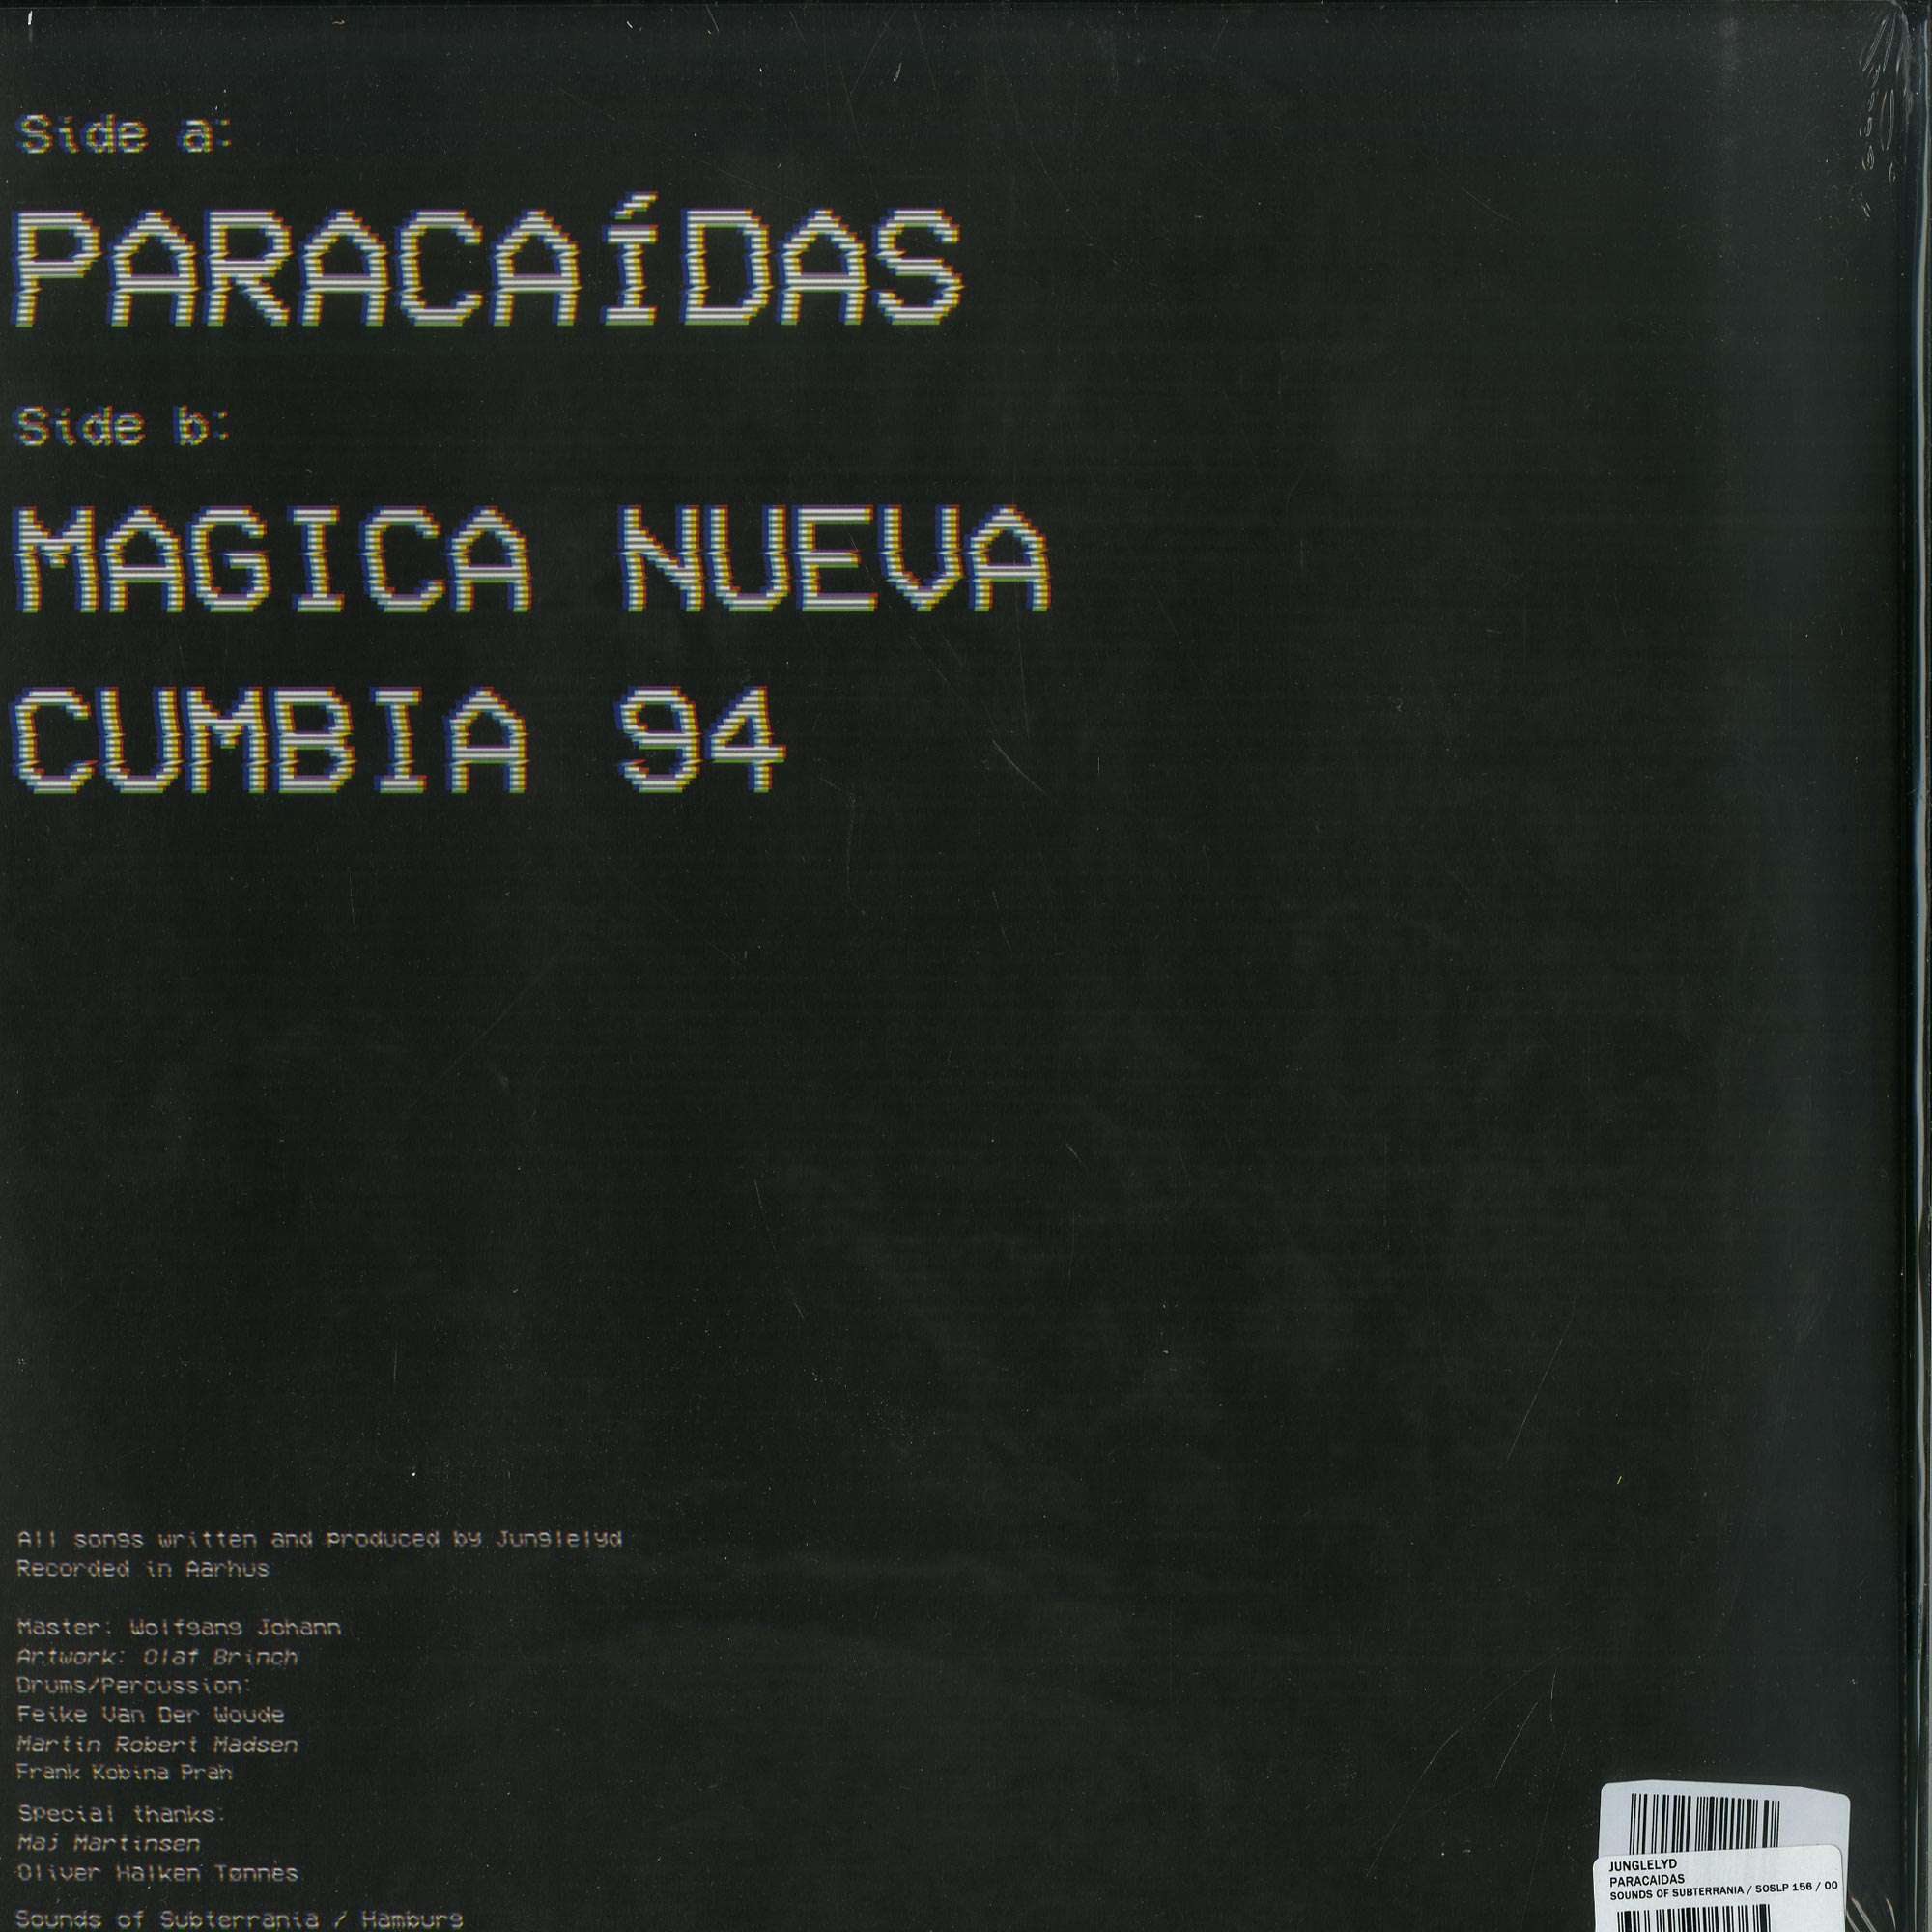 Side a:
PARACAÍDAS
Side b:
MAGICA NUEVA
CUMBIA 94
All songs written and produced by Junglelyd
Recorded in Aarhus
Master: Wolfgang Johann
Artwork: Olaf Brinch
Drums/Percussion:
Feike Van Der Woude
Martin Robert Madsen
Frank Kobina Prah
Special thanks:
Maj Martinsen
Oliver Halken Tønnes
Sounds of Subterrania / Hamburg
JUNGLELYD
PARACAIDAS
SOUNDS OF SUBTERRANIA / SOSLP 156 / 00